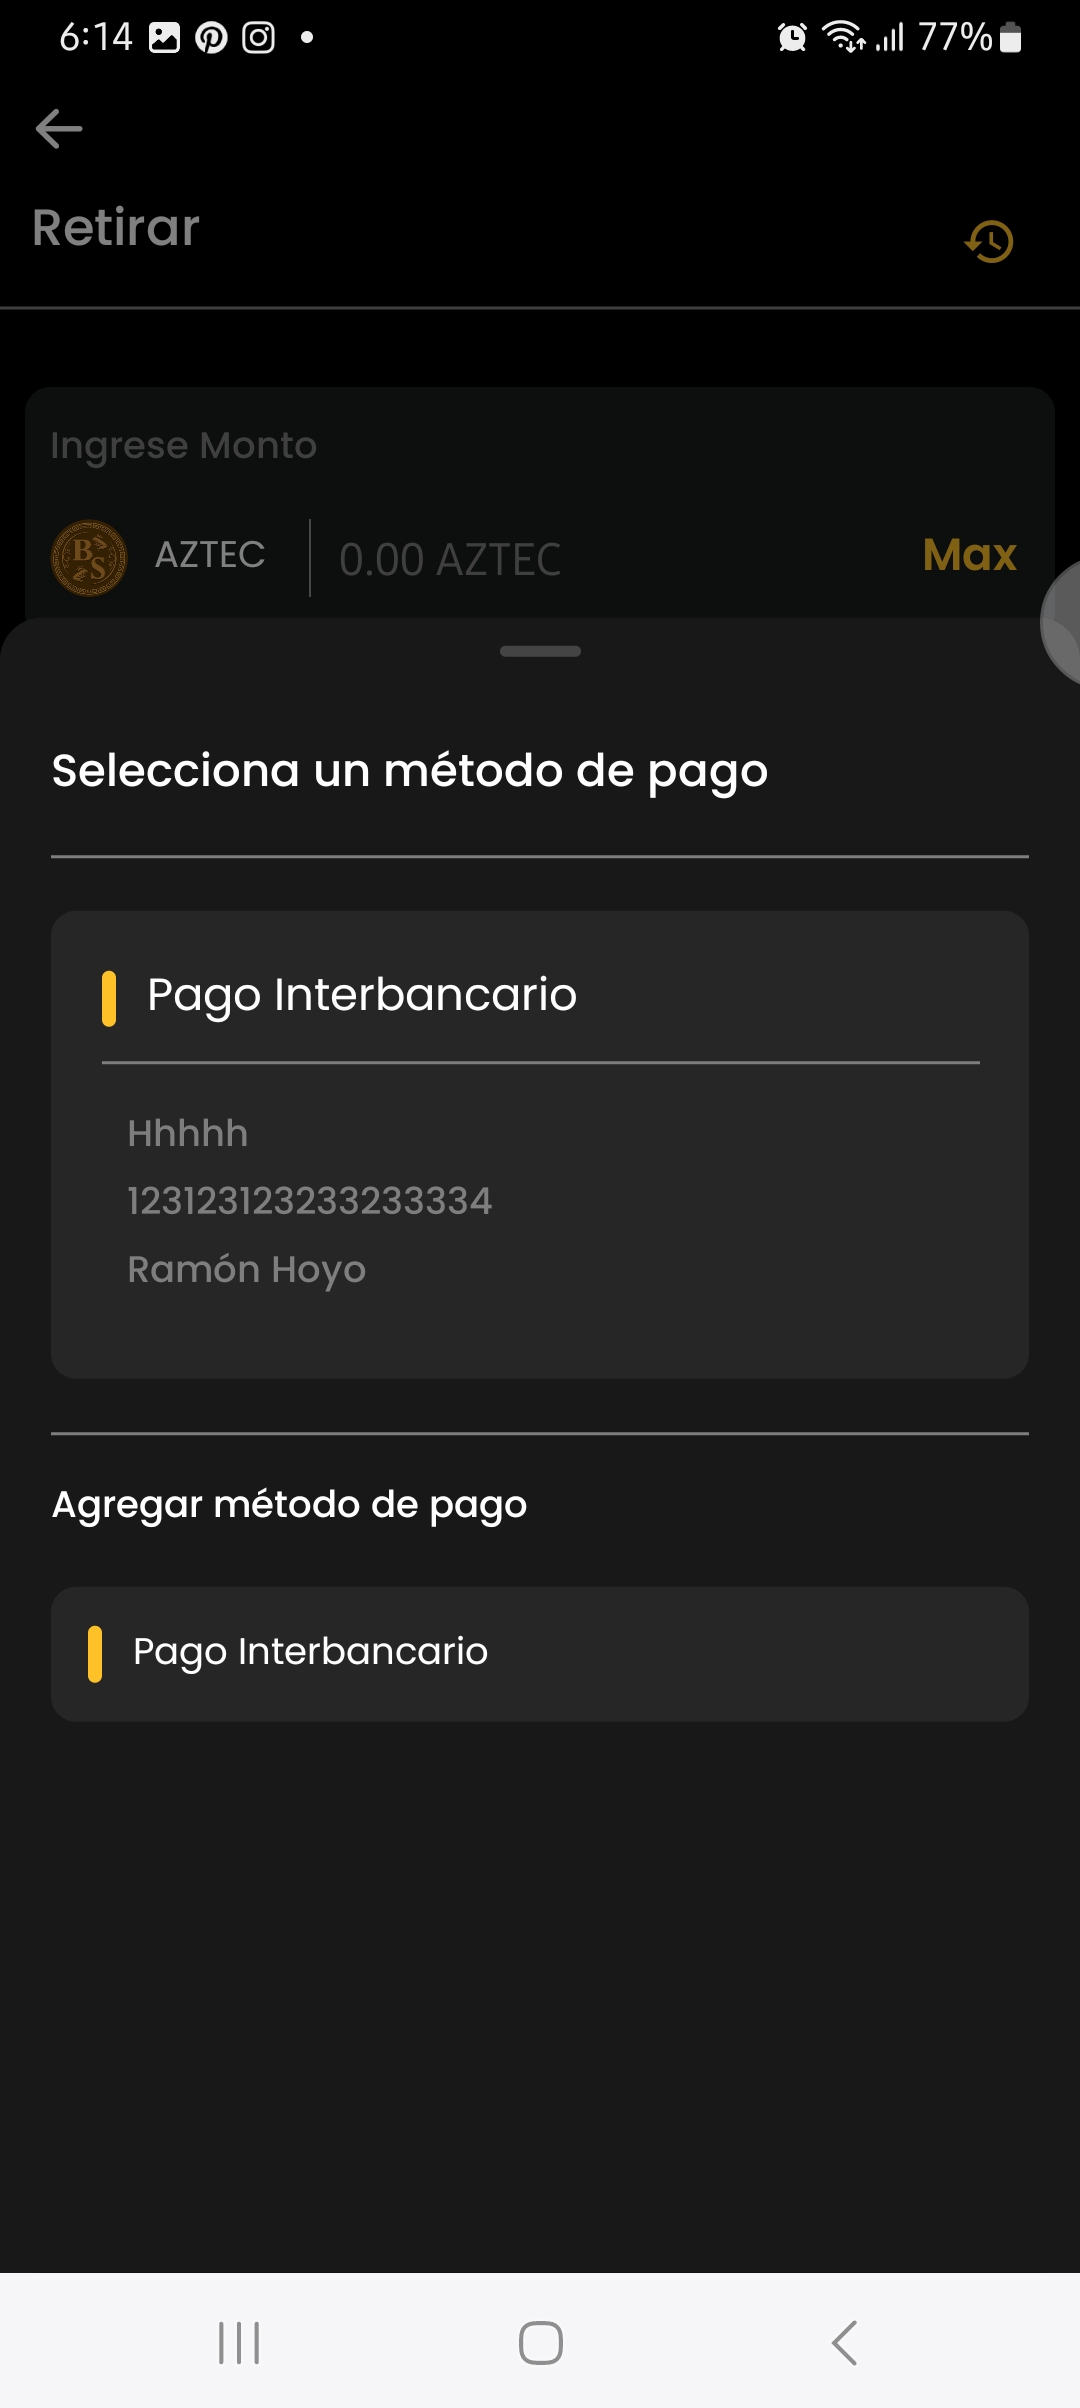 6:14
77%
Retirar
Ingrese Monto
BS
AZTEC
0.00 AZTEC
Max
Selecciona un método de pago
Pago Interbancario
Hhhhh
123123123233233334
Ramón Hoyo
Agregar método de pago
Pago Interbancario